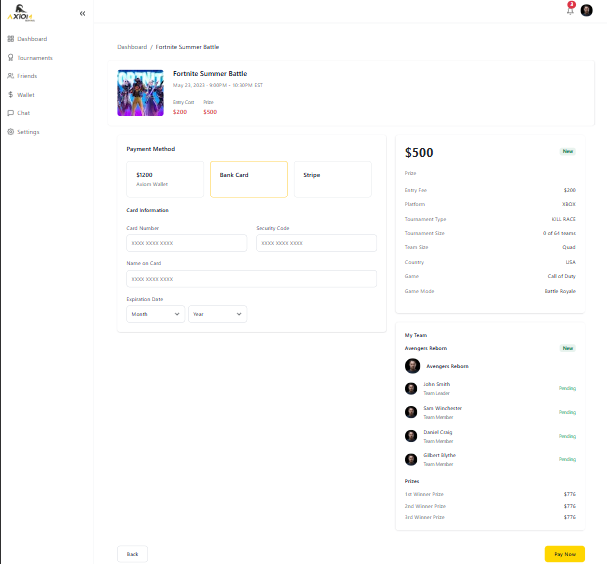 AXIOM
3
Dashboard
Tournaments
Friends
Wallet
Chat
Settings
Dashboard / Fortnite Summer Battle
FORTNITE
Fortnite Summer Battle
May 23, 2023 - 9:00PM - 10:30PM EST
Entry Cost Prize
$200 $500
Payment Method
$1200
Axiom Wallet
Bank Card
Stripe
Card Information
Card Number Security Code
XXXX XXXX XXXX XXXX XXXX XXXX
Name on Card
XXXX XXXX XXXX
Expiration Date
Month Year
$500 New
Prize
Entry Fee $200
Platform XBOX
Tournament Type KILL RACE
Tournament Size 0 of 64 teams
Team Size Quad
Country USA
Game Call of Duty
Game Mode Battle Royale
My Team
Avengers Reborn New
Avengers Reborn
John Smith Pending
Team Leader
Sam Winchester Pending
Team Member
Daniel Craig Pending
Team Member
Gilbert Blythe Pending
Team Member
Prizes
1st Winner Prize $776
2nd Winner Prize $776
3rd Winner Prize $776
Back Pay Now